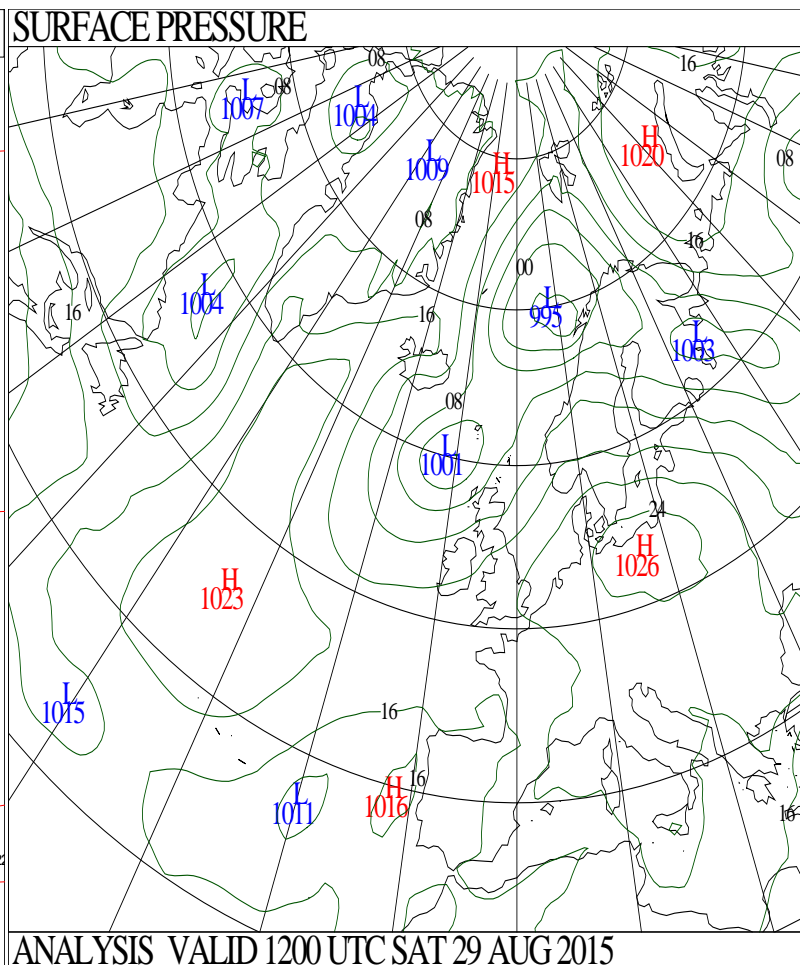 SURFACE PRESSURE
08
16
L
1007
08
L
1004
L
1009
H
1015
H
1020
08
08
16
00
L
1004
16
16
L
995
L
1003
08
L
1001
24
H
1026
H
1023
L
1015
16
16
L
1011
H
1016
16
ANALYSIS VALID 1200 UTC SAT 29 AUG 2015